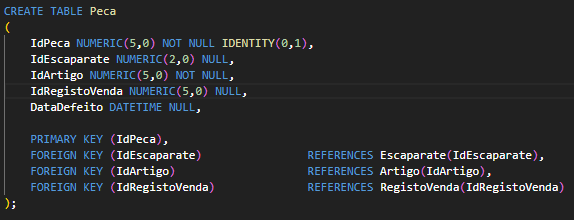 CREATE TABLE Peca
(
IdPeca NUMERIC(5,0) NOT NULL IDENTITY(0,1),
IdEscaparate NUMERIC(2,0) NULL,
IdArtigo NUMERIC(5,0) NOT NULL,
IdRegistoVenda NUMERIC(5,0) NULL,
DataDefeito DATETIME NULL,
PRIMARY KEY (IdPeca),
FOREIGN KEY (IdEscaparate) REFERENCES Escaparate(IdEscaparate),
FOREIGN KEY (IdArtigo) REFERENCES Artigo(IdArtigo),
FOREIGN KEY (IdRegistoVenda) REFERENCES RegistoVenda(IdRegistoVenda)
);